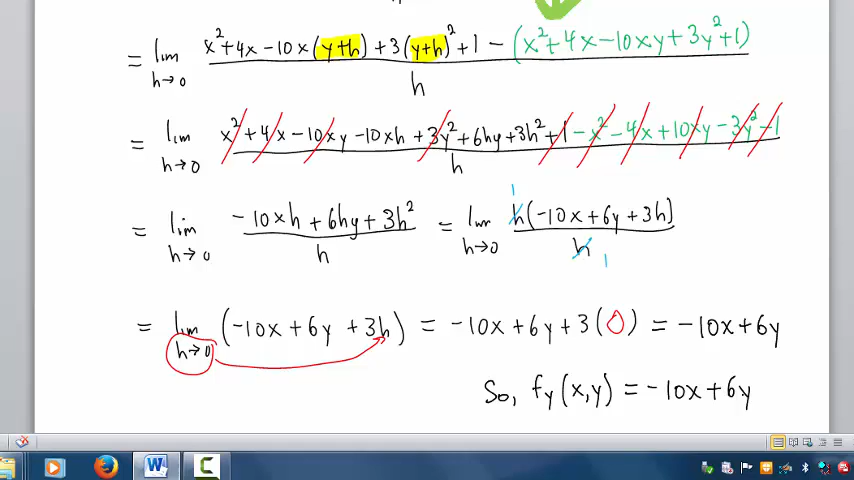 = lim h→0 (x²+4x-10x(y+h)+3(y+h)²+1-(x²+4x-10xy+3y²+1))/h
= lim h→0 (x²+4x-10xy-10xh+3y²+6hy+3h²+1-x²-4x+10xy-3y²-1)/h
= lim h→0 (-10xh+6hy+3h²)/h = lim h→0 h(-10x+6y+3h)/h 1 1
= lim h→0 (-10x+6y+3h) = -10x+6y+3(0) = -10x+6y
So, fy(x,y) = -10x+6y